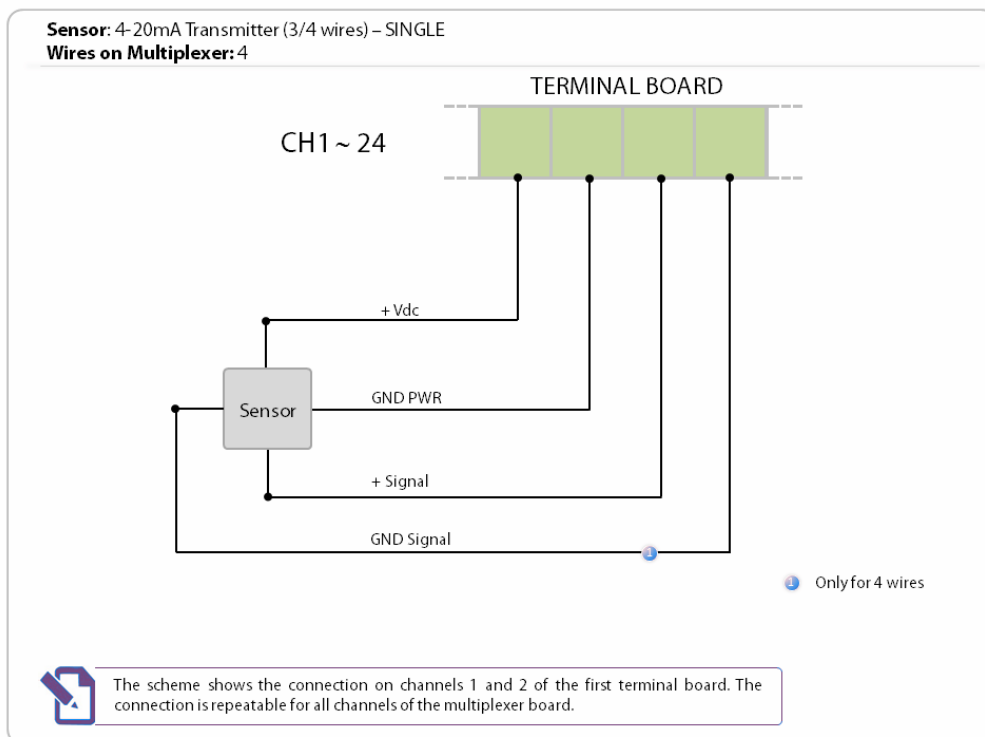 Sensor: 4-20mA Transmitter (3/4 wires) – SINGLE
Wires on Multiplexer: 4
TERMINAL BOARD
CH1 ~ 24
+ Vdc
GND PWR
Sensor
+ Signal
GND Signal
1
1 Only for 4 wires
The scheme shows the connection on channels 1 and 2 of the first terminal board. The
connection is repeatable for all channels of the multiplexer board.